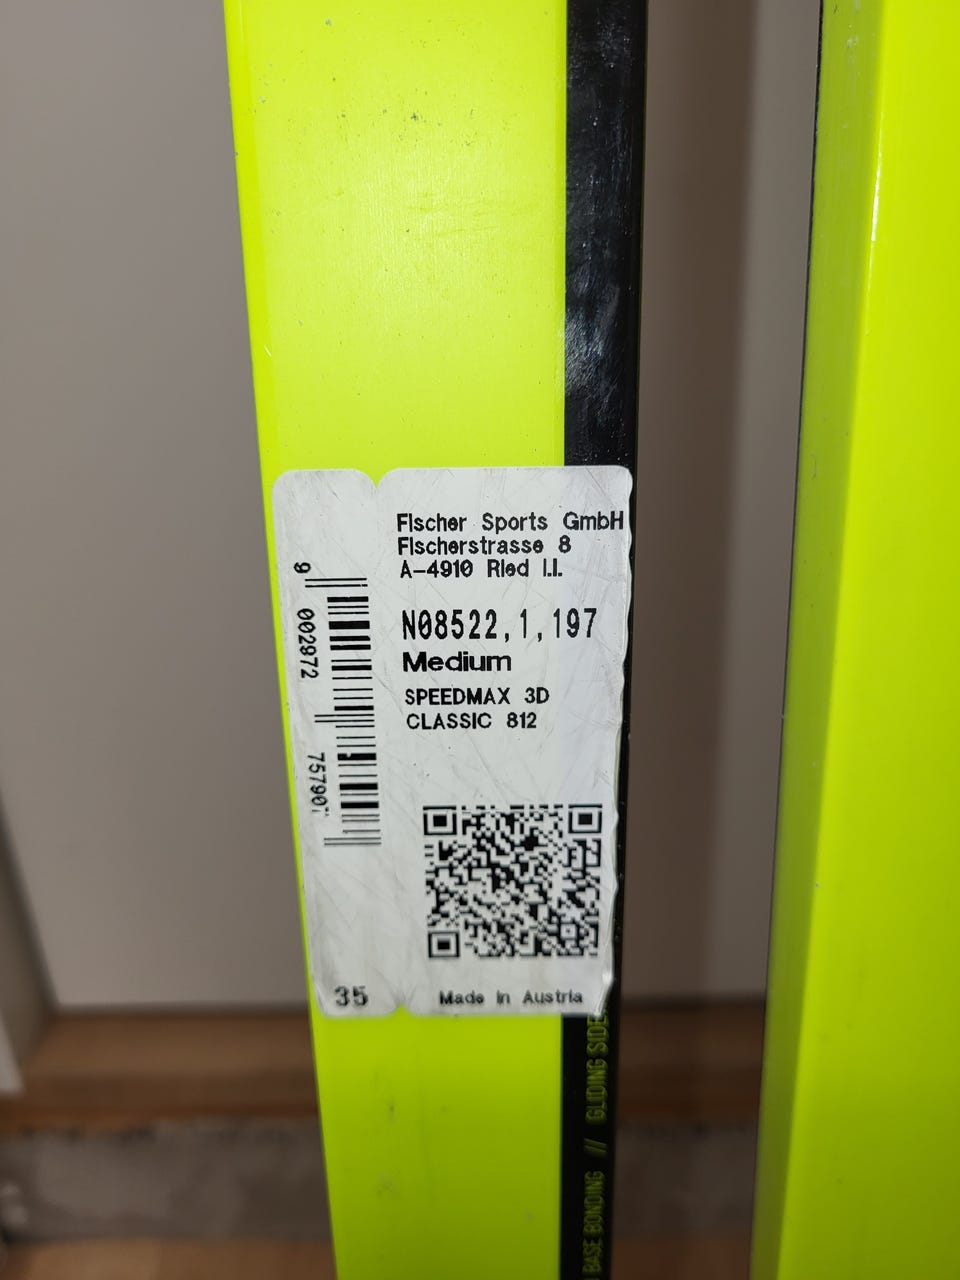 Fischer Sports GmbH
Fischerstrasse 8
A-4910 Ried I.I.
N08522,1,197
Medium
SPEEDMAX 3D
CLASSIC 812
9 002972 757907
35
Made in Austria
BASE BONDING // GLIDING SIDE